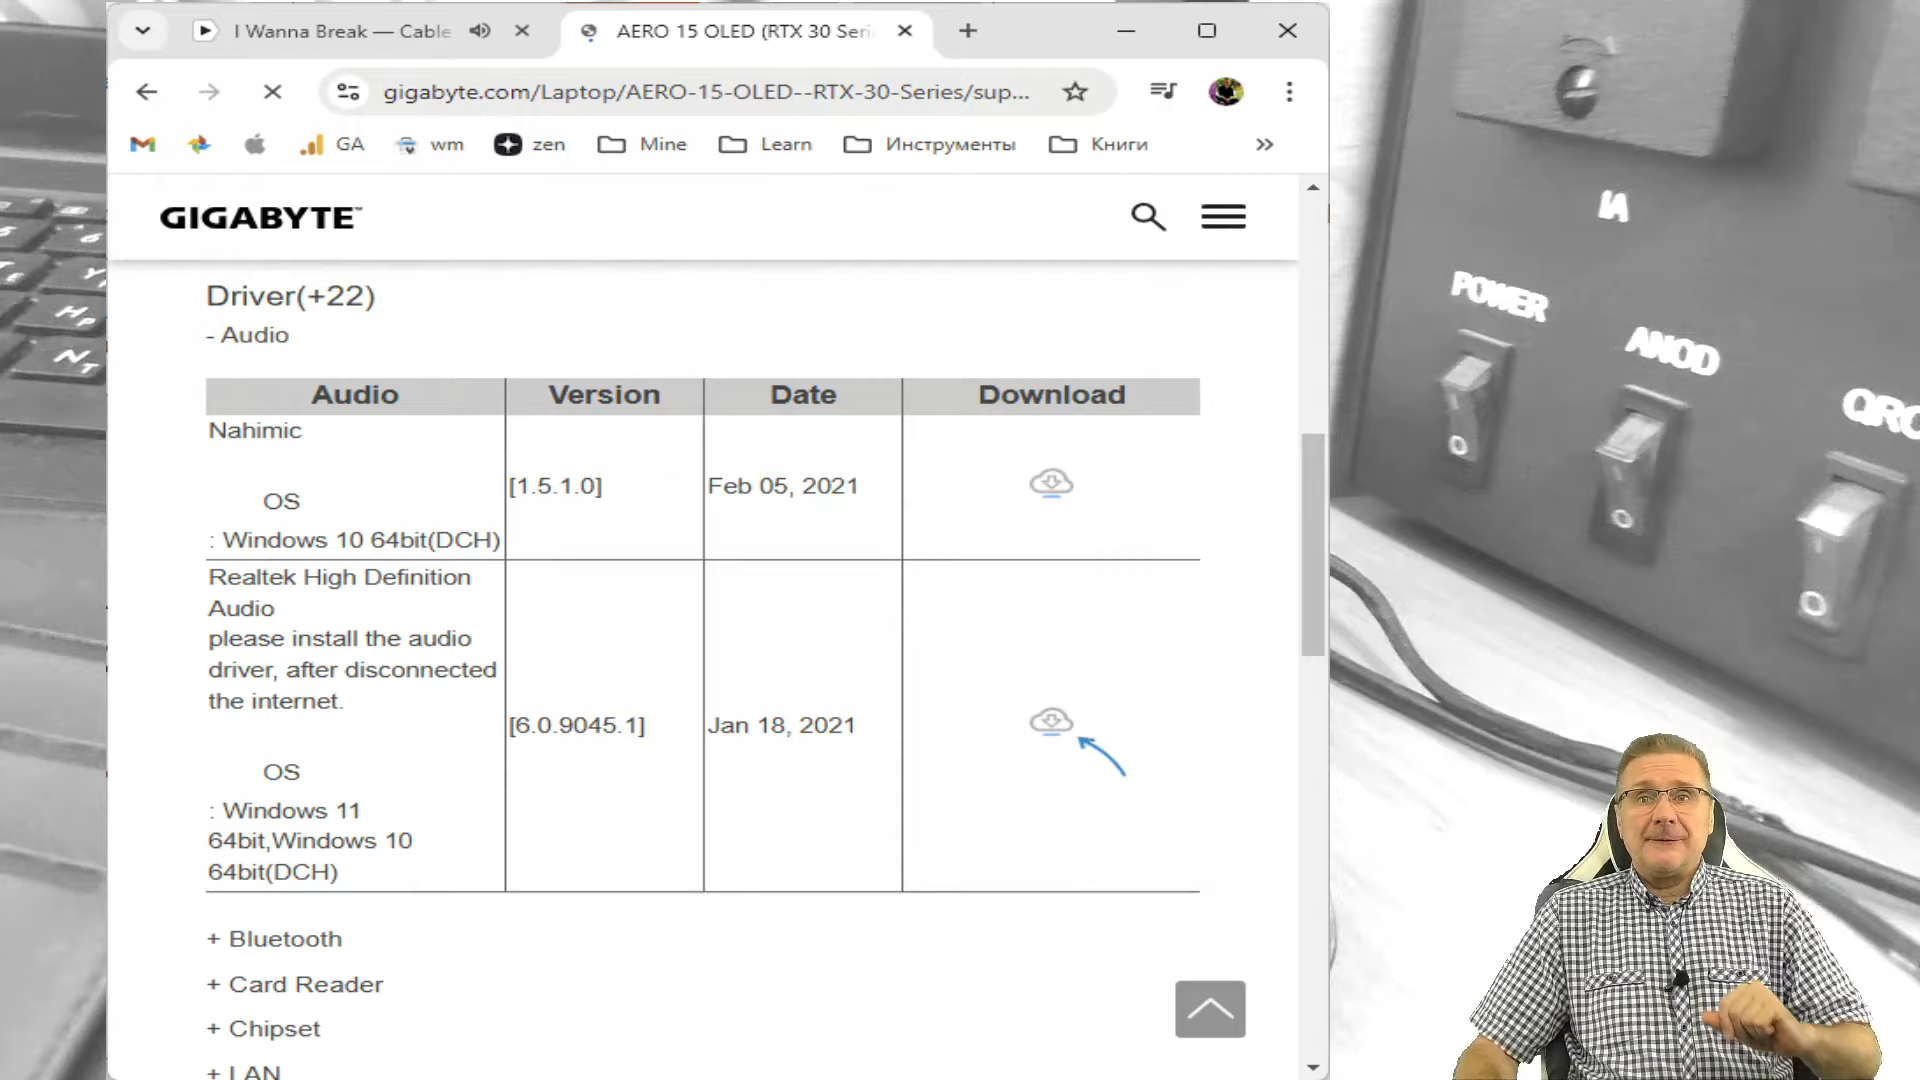 I Wanna Break — Cable
AERO 15 OLED (RTX 30 Seri
gigabyte.com/Laptop/AERO-15-OLED--RTX-30-Series/sup...
GA
wm
zen
Mine
Learn
Инструменты
Книги
GIGABYTE™
Driver(+22)
- Audio
Audio Version Date Download
Nahimic
OS
: Windows 10 64bit(DCH)
[1.5.1.0]
Feb 05, 2021
Realtek High Definition
Audio
please install the audio
driver, after disconnected
the internet.
OS
: Windows 11
64bit,Windows 10
64bit(DCH)
[6.0.9045.1]
Jan 18, 2021
+ Bluetooth
+ Card Reader
+ Chipset
+ LAN
POWER
ANOD